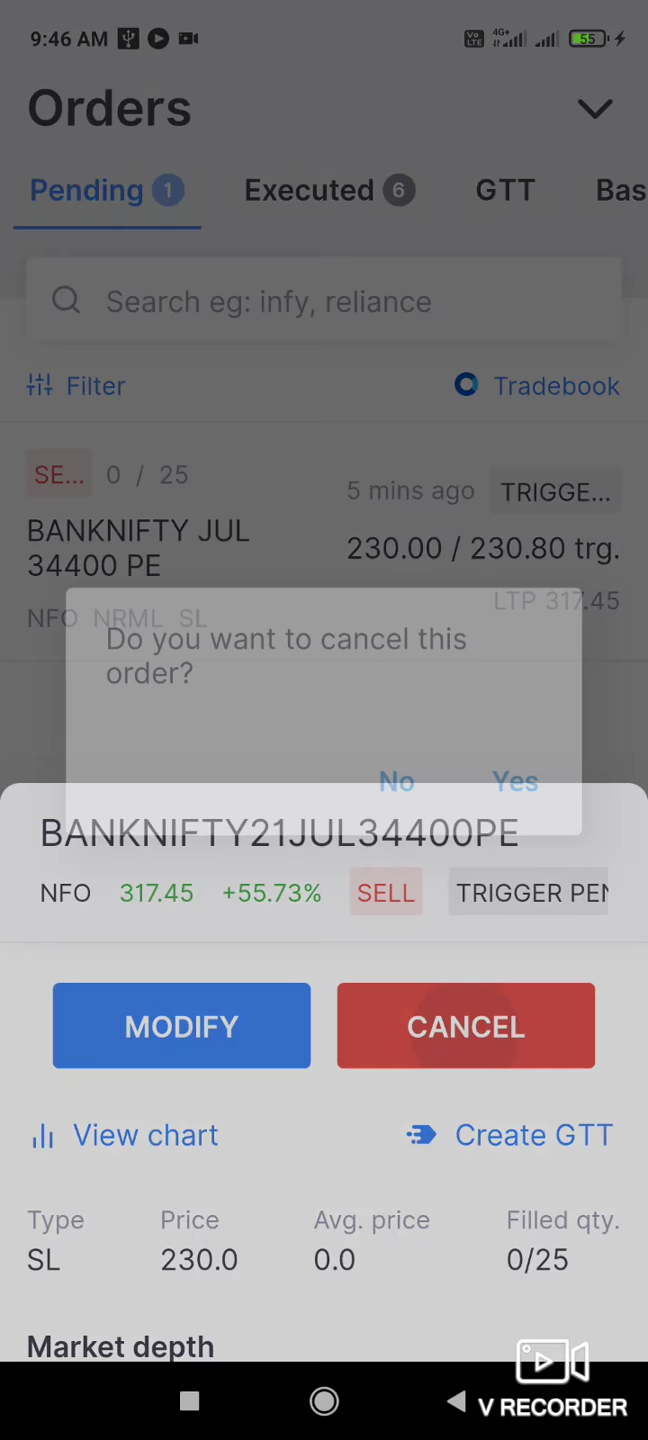 9:46 AM
Vo LTE 4G+ 55
Orders
Pending 1 Executed 6 GTT Bas
Search eg: infy, reliance
Filter Tradebook
SE... 0 / 25 5 mins ago TRIGGE...
BANKNIFTY JUL
34400 PE
230.00 / 230.80 trg.
NFO NRML SL LTP 317.45
Do you want to cancel this
order?
No Yes
BANKNIFTY21JUL34400PE
NFO 317.45 +55.73% SELL TRIGGER PEN
MODIFY CANCEL
View chart Create GTT
Type Price Avg. price Filled qty.
SL 230.0 0.0 0/25
Market depth
V RECORDER